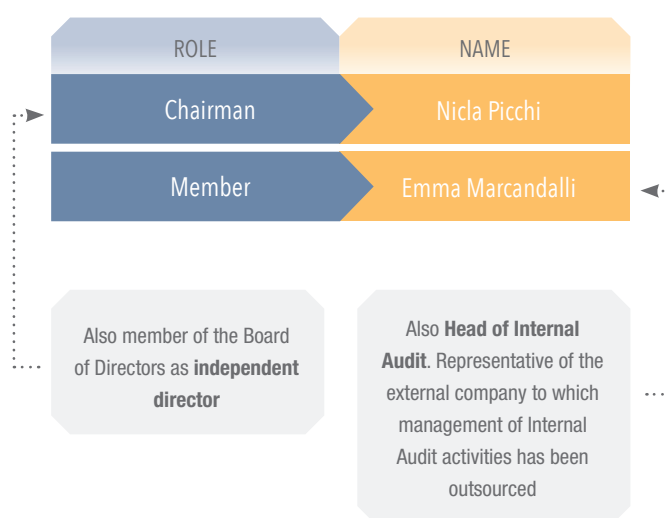 ROLE NAME
Chairman Nicla Picchi
Member Emma Marcandalli
Also member of the Board
of Directors as independent
director
Also Head of Internal
Audit. Representative of the
external company to which
management of Internal
Audit activities has been
outsourced